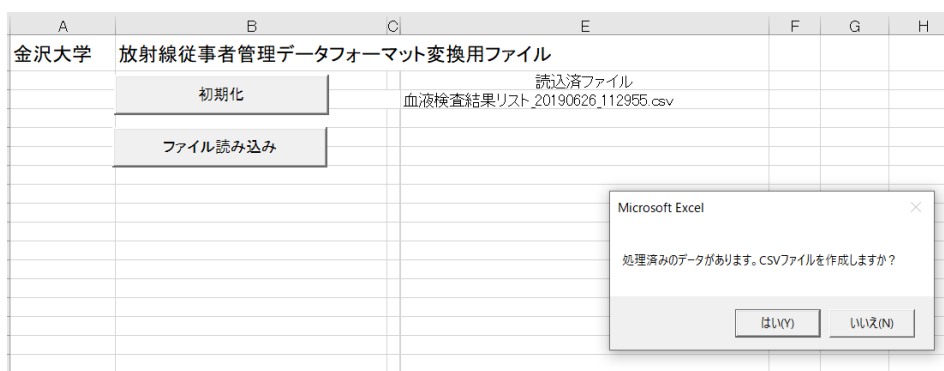 A B C E F G H
金沢大学 放射線従事者管理データフォーマット変換用ファイル
読込済ファイル
初期化
血液検査結果リスト_20190626_112955.csv
ファイル読み込み
Microsoft Excel
処理済みのデータがあります。CSVファイルを作成しますか？
はい(Y) いいえ(N)